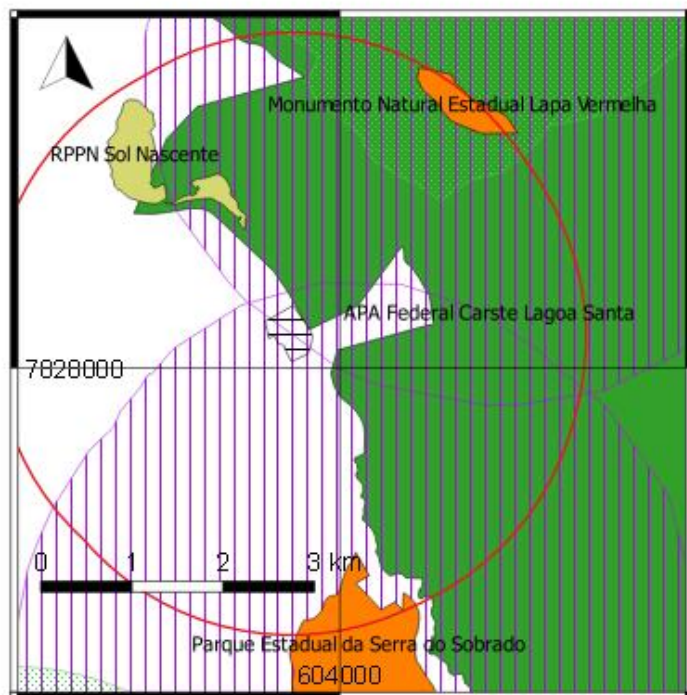 Monumento Natural Estadual Lapa Vermelha
RPPN Sol Nascente
APA Federal Carste Lagoa Santa
7828000
0 1 2 3 km
Parque Estadual da Serra do Sobrado
604000